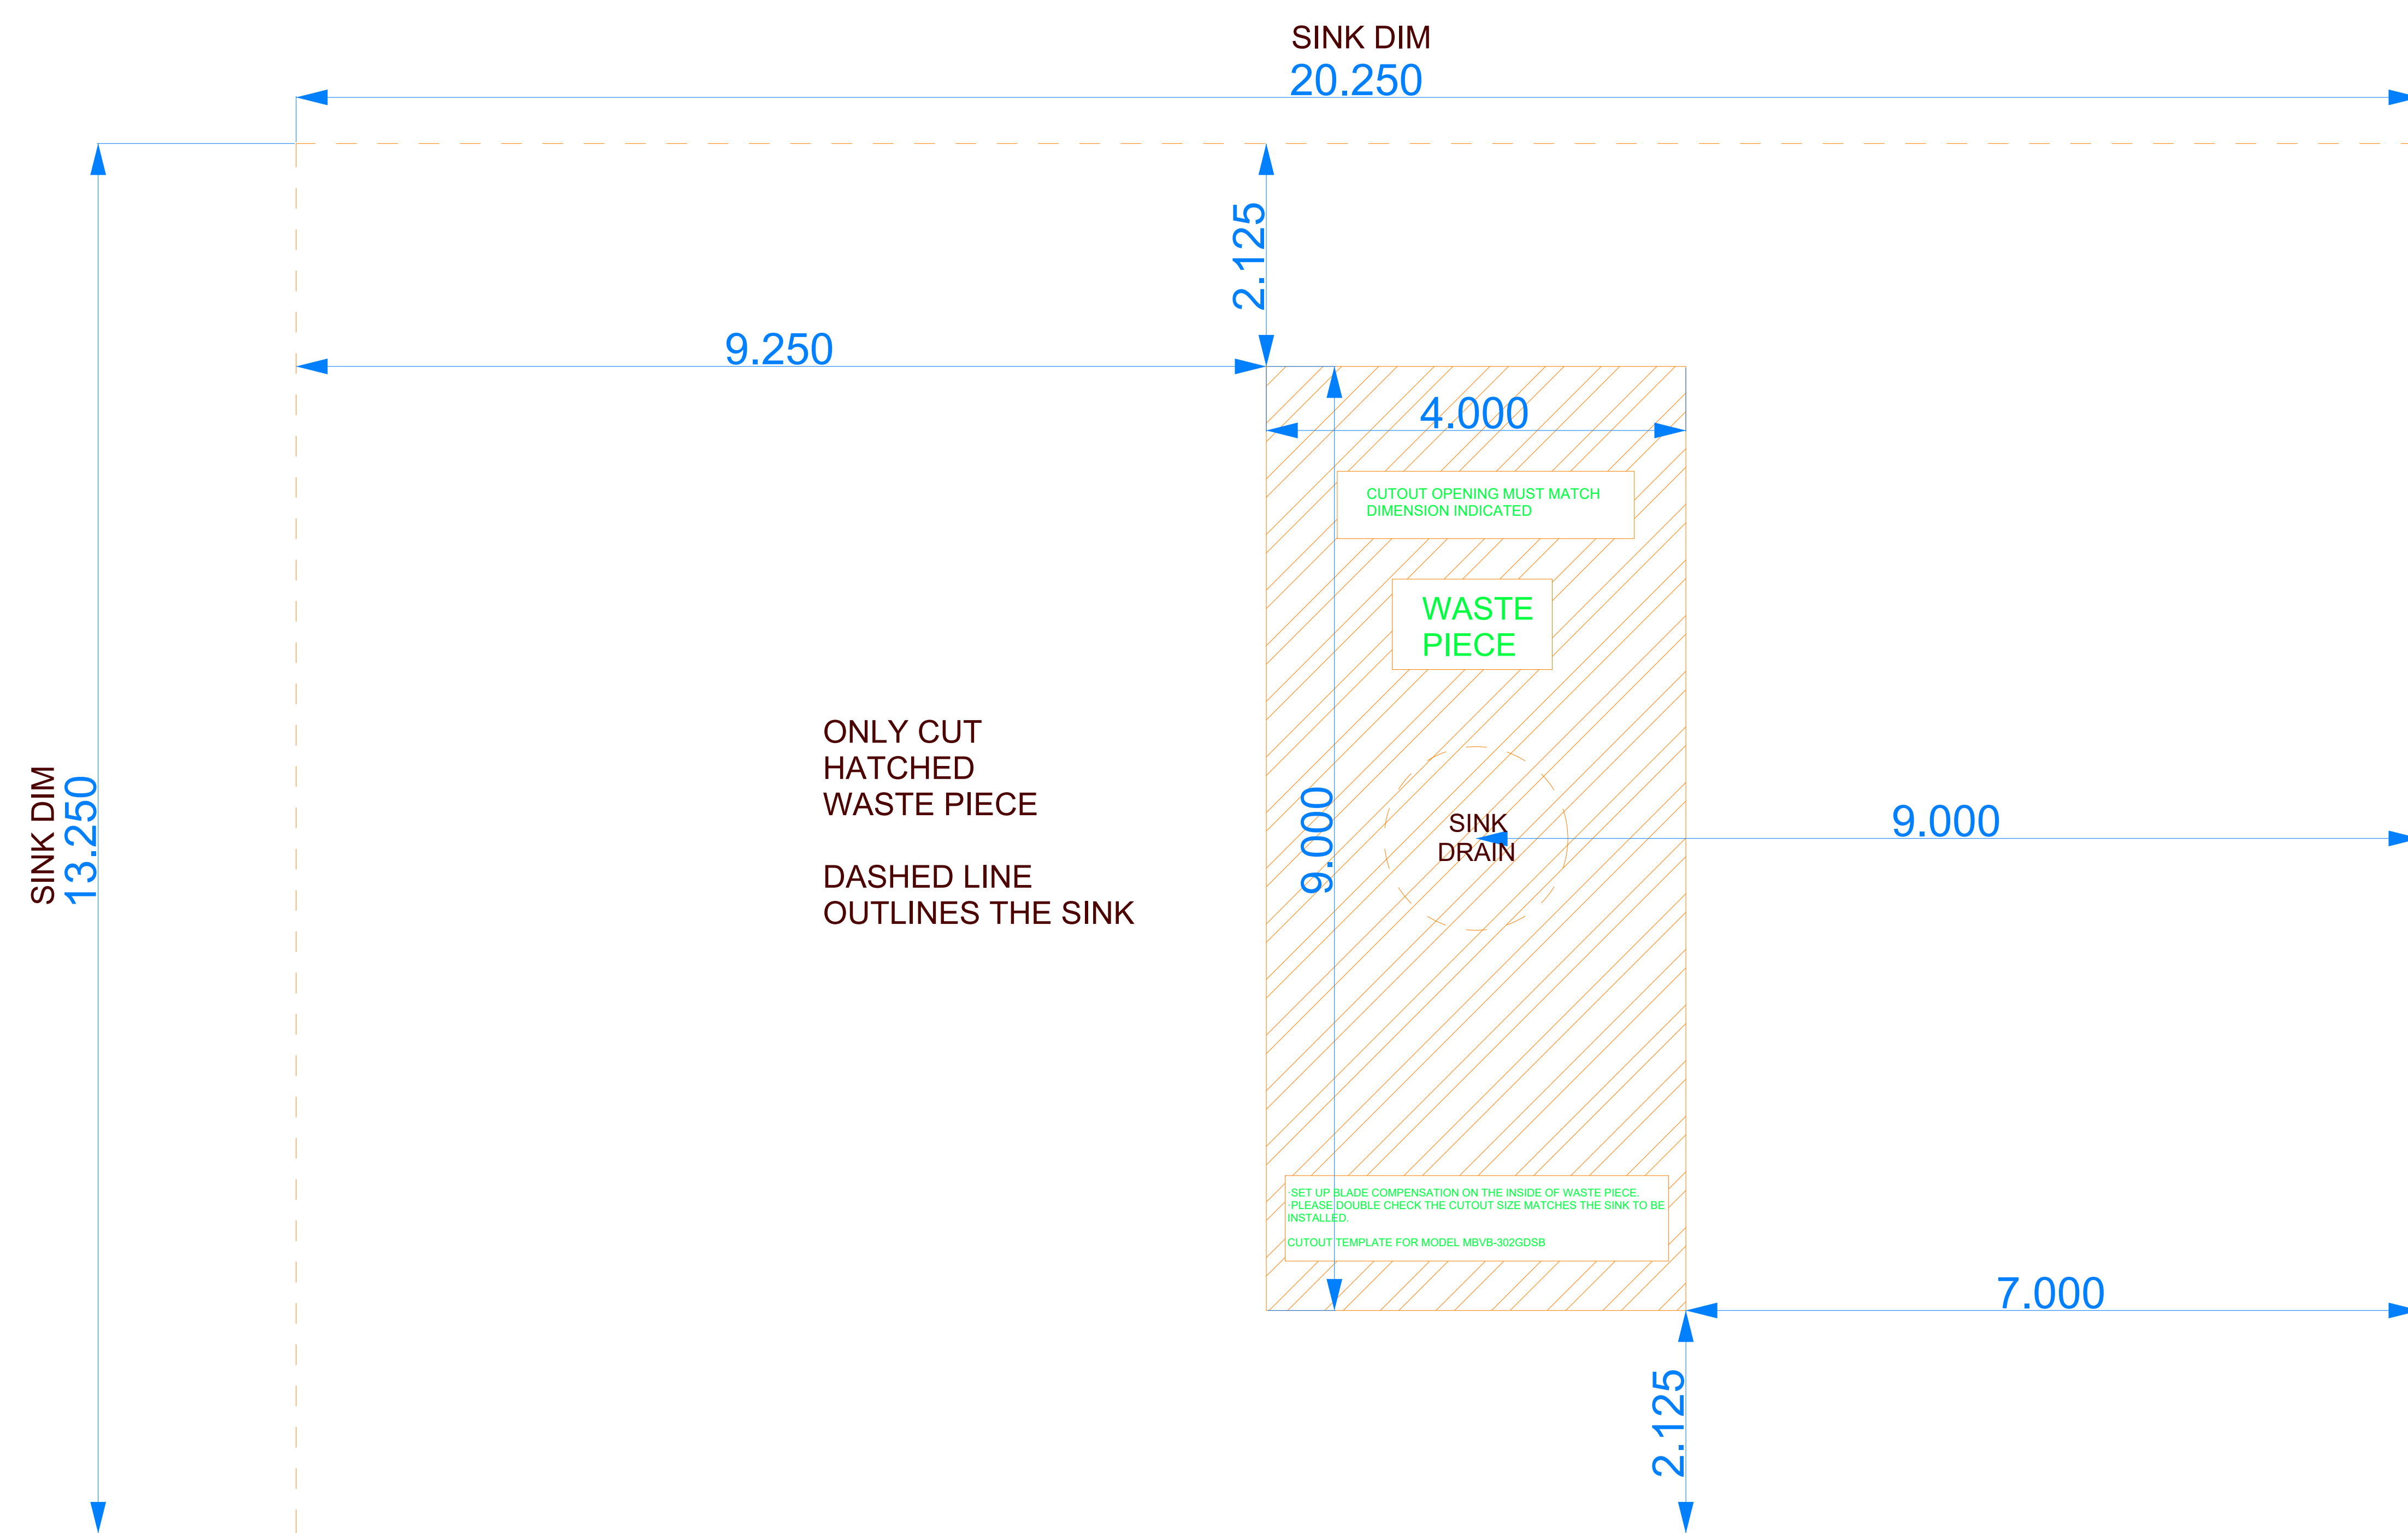 SINK DIM
20.250
2.125
9.250
4.000
CUTOUT OPENING MUST MATCH
DIMENSION INDICATED
WASTE
PIECE
ONLY CUT
HATCHED
WASTE PIECE
DASHED LINE
OUTLINES THE SINK
SINK DIM
13.250
9.000
SINK
DRAIN
9.000
·SET UP BLADE COMPENSATION ON THE INSIDE OF WASTE PIECE.
·PLEASE DOUBLE CHECK THE CUTOUT SIZE MATCHES THE SINK TO BE
INSTALLED.
CUTOUT TEMPLATE FOR MODEL MBVB-302GDSB
7.000
2.125